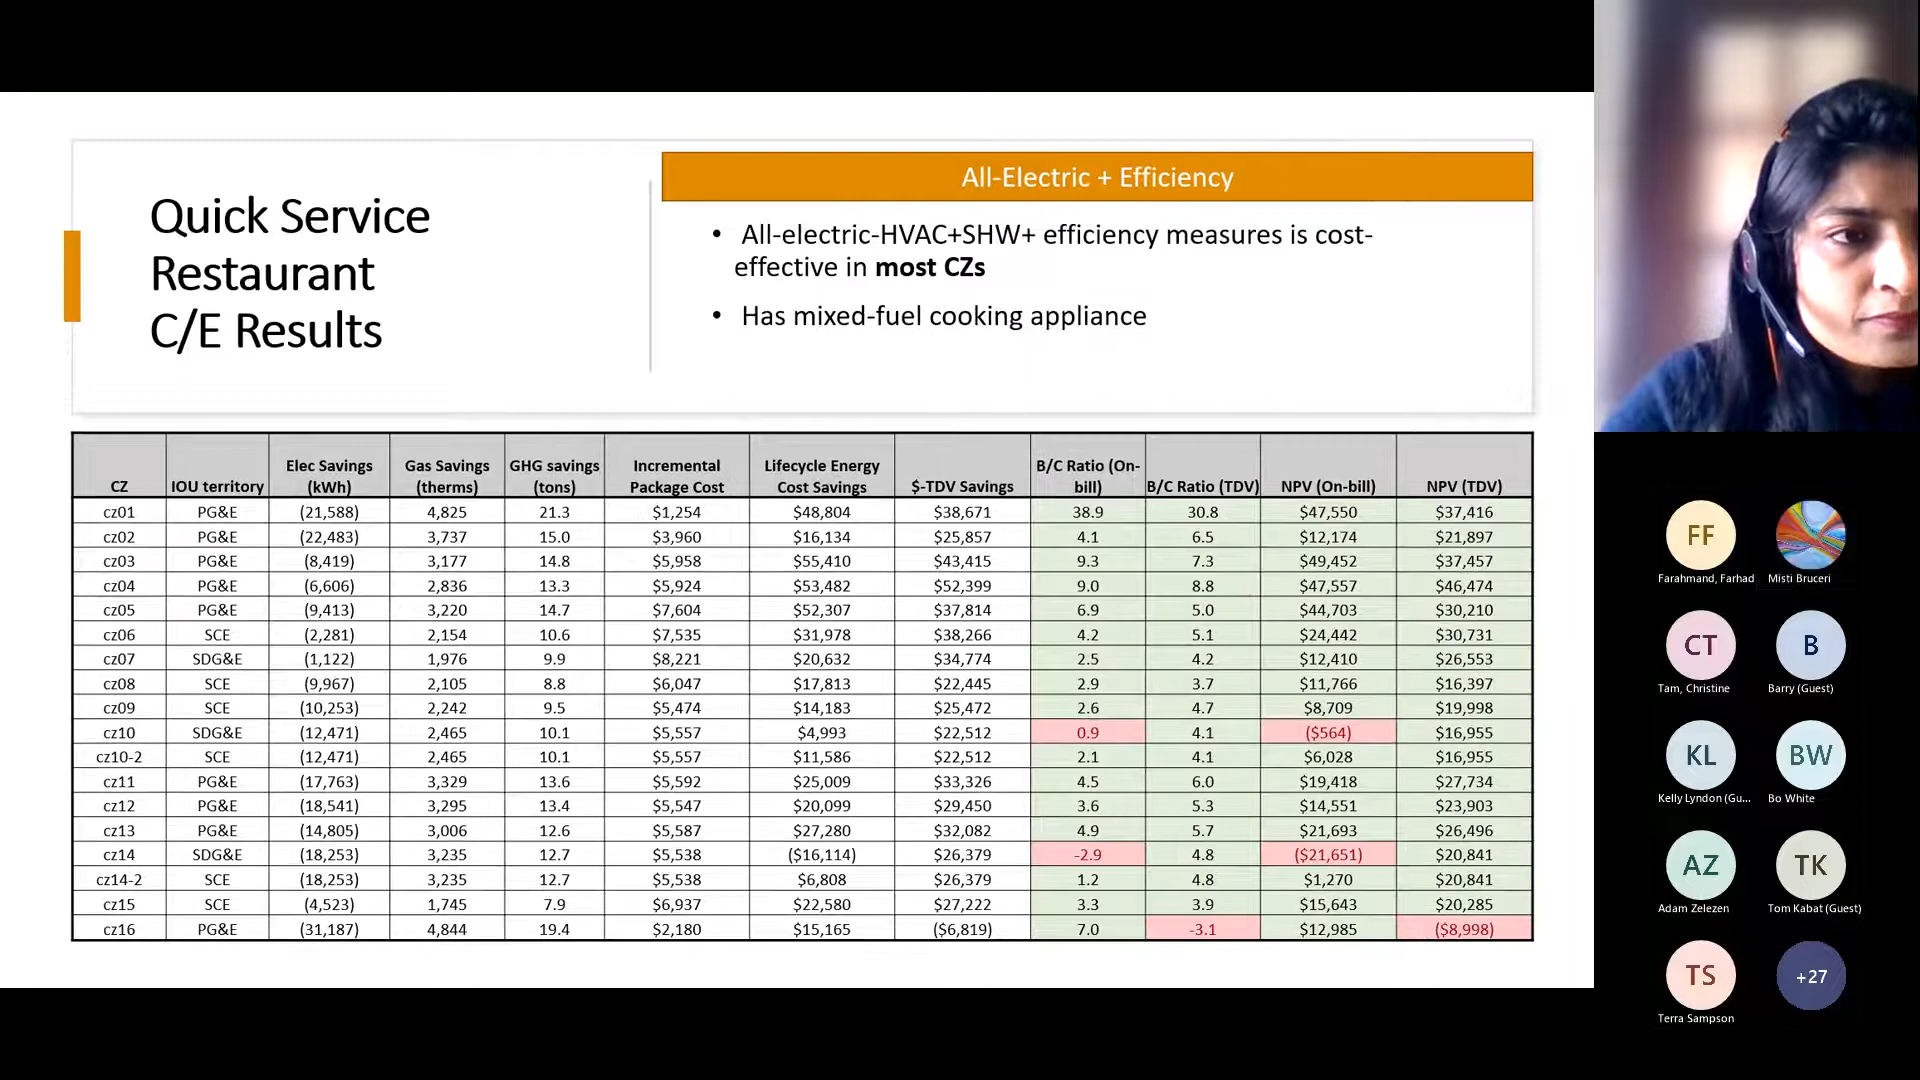 Quick Service
Restaurant
C/E Results
All-Electric + Efficiency
• All-electric-HVAC+SHW+ efficiency measures is cost-
effective in most CZs
• Has mixed-fuel cooking appliance
CZ IOU territory Elec Savings (kWh) Gas Savings (therms) GHG savings (tons) Incremental Package Cost Lifecycle Energy Cost Savings $-TDV Savings B/C Ratio (On-bill) B/C Ratio (TDV) NPV (On-bill) NPV (TDV)
cz01 PG&E (21,588) 4,825 21.3 $1,254 $48,804 $38,671 38.9 30.8 $47,550 $37,416
cz02 PG&E (22,483) 3,737 15.0 $3,960 $16,134 $25,857 4.1 6.5 $12,174 $21,897
cz03 PG&E (8,419) 3,177 14.8 $5,958 $55,410 $43,415 9.3 7.3 $49,452 $37,457
cz04 PG&E (6,606) 2,836 13.3 $5,924 $53,482 $52,399 9.0 8.8 $47,557 $46,474
cz05 PG&E (9,413) 3,220 14.7 $7,604 $52,307 $37,814 6.9 5.0 $44,703 $30,210
cz06 SCE (2,281) 2,154 10.6 $7,535 $31,978 $38,266 4.2 5.1 $24,442 $30,731
cz07 SDG&E (1,122) 1,976 9.9 $8,221 $20,632 $34,774 2.5 4.2 $12,410 $26,553
cz08 SCE (9,967) 2,105 8.8 $6,047 $17,813 $22,445 2.9 3.7 $11,766 $16,397
cz09 SCE (10,253) 2,242 9.5 $5,474 $14,183 $25,472 2.6 4.7 $8,709 $19,998
cz10 SDG&E (12,471) 2,465 10.1 $5,557 $4,993 $22,512 0.9 4.1 ($564) $16,955
cz10-2 SCE (12,471) 2,465 10.1 $5,557 $11,586 $22,512 2.1 4.1 $6,028 $16,955
cz11 PG&E (17,763) 3,329 13.6 $5,592 $25,009 $33,326 4.5 6.0 $19,418 $27,734
cz12 PG&E (18,541) 3,295 13.4 $5,547 $20,099 $29,450 3.6 5.3 $14,551 $23,903
cz13 PG&E (14,805) 3,006 12.6 $5,587 $27,280 $32,082 4.9 5.7 $21,693 $26,496
cz14 SDG&E (18,253) 3,235 12.7 $5,538 ($16,114) $26,379 -2.9 4.8 ($21,651) $20,841
cz14-2 SCE (18,253) 3,235 12.7 $5,538 $6,808 $26,379 1.2 4.8 $1,270 $20,841
cz15 SCE (4,523) 1,745 7.9 $6,937 $22,580 $27,222 3.3 3.9 $15,643 $20,285
cz16 PG&E (31,187) 4,844 19.4 $2,180 $15,165 ($6,819) 7.0 -3.1 $12,985 ($8,998)
FF
Farahmand, Farhad Misti Bruceri
CT B
Tam, Christine Barry (Guest)
KL BW
Kelly Lyndon (Gu... Bo White
AZ TK
Adam Zelezen Tom Kabat (Guest)
TS +27
Terra Sampson